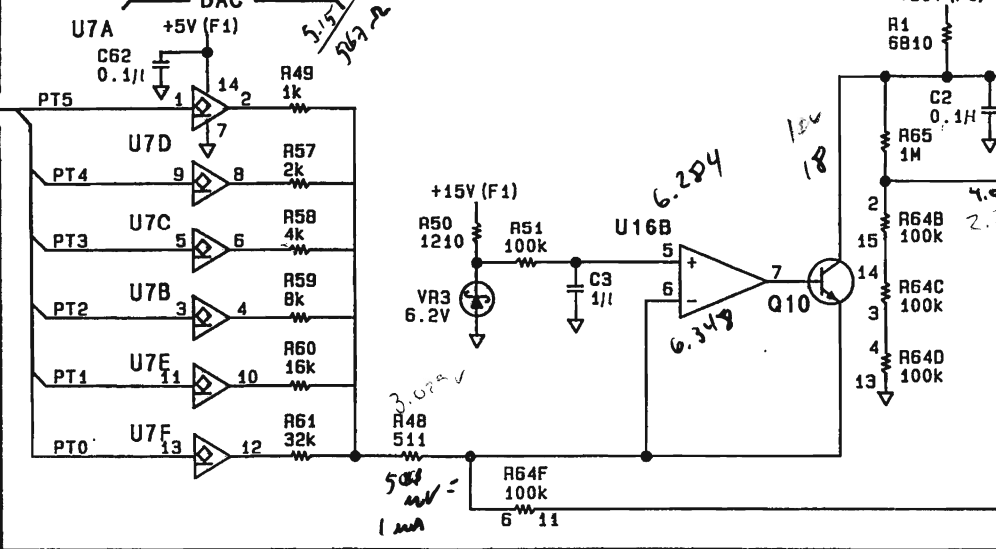 DAC
U7A
+5V(F1)
5.15V
563 Ω
C62
0.1µ
R49
1k
PT5
1
14
2
7
U7D
R57
2k
PT4
9
8
U7C
R58
4k
PT3
5
6
U7B
R59
8k
PT2
3
4
U7E
R60
16k
PT1
11
10
U7F
R61
32k
PT0
13
12
+15V(F1)
R50
1210
R51
100k
VR3
6.2V
C3
1µ
6.284
U16B
5
+
6
-
7
6.348
Q10
R1
6810
C2
0.1µ
R65
1M
18
2
R64B
100k
15
14
R64C
100k
3
4
R64D
100k
13
R48
511
mV =
1 mA
R64F
100k
6
11